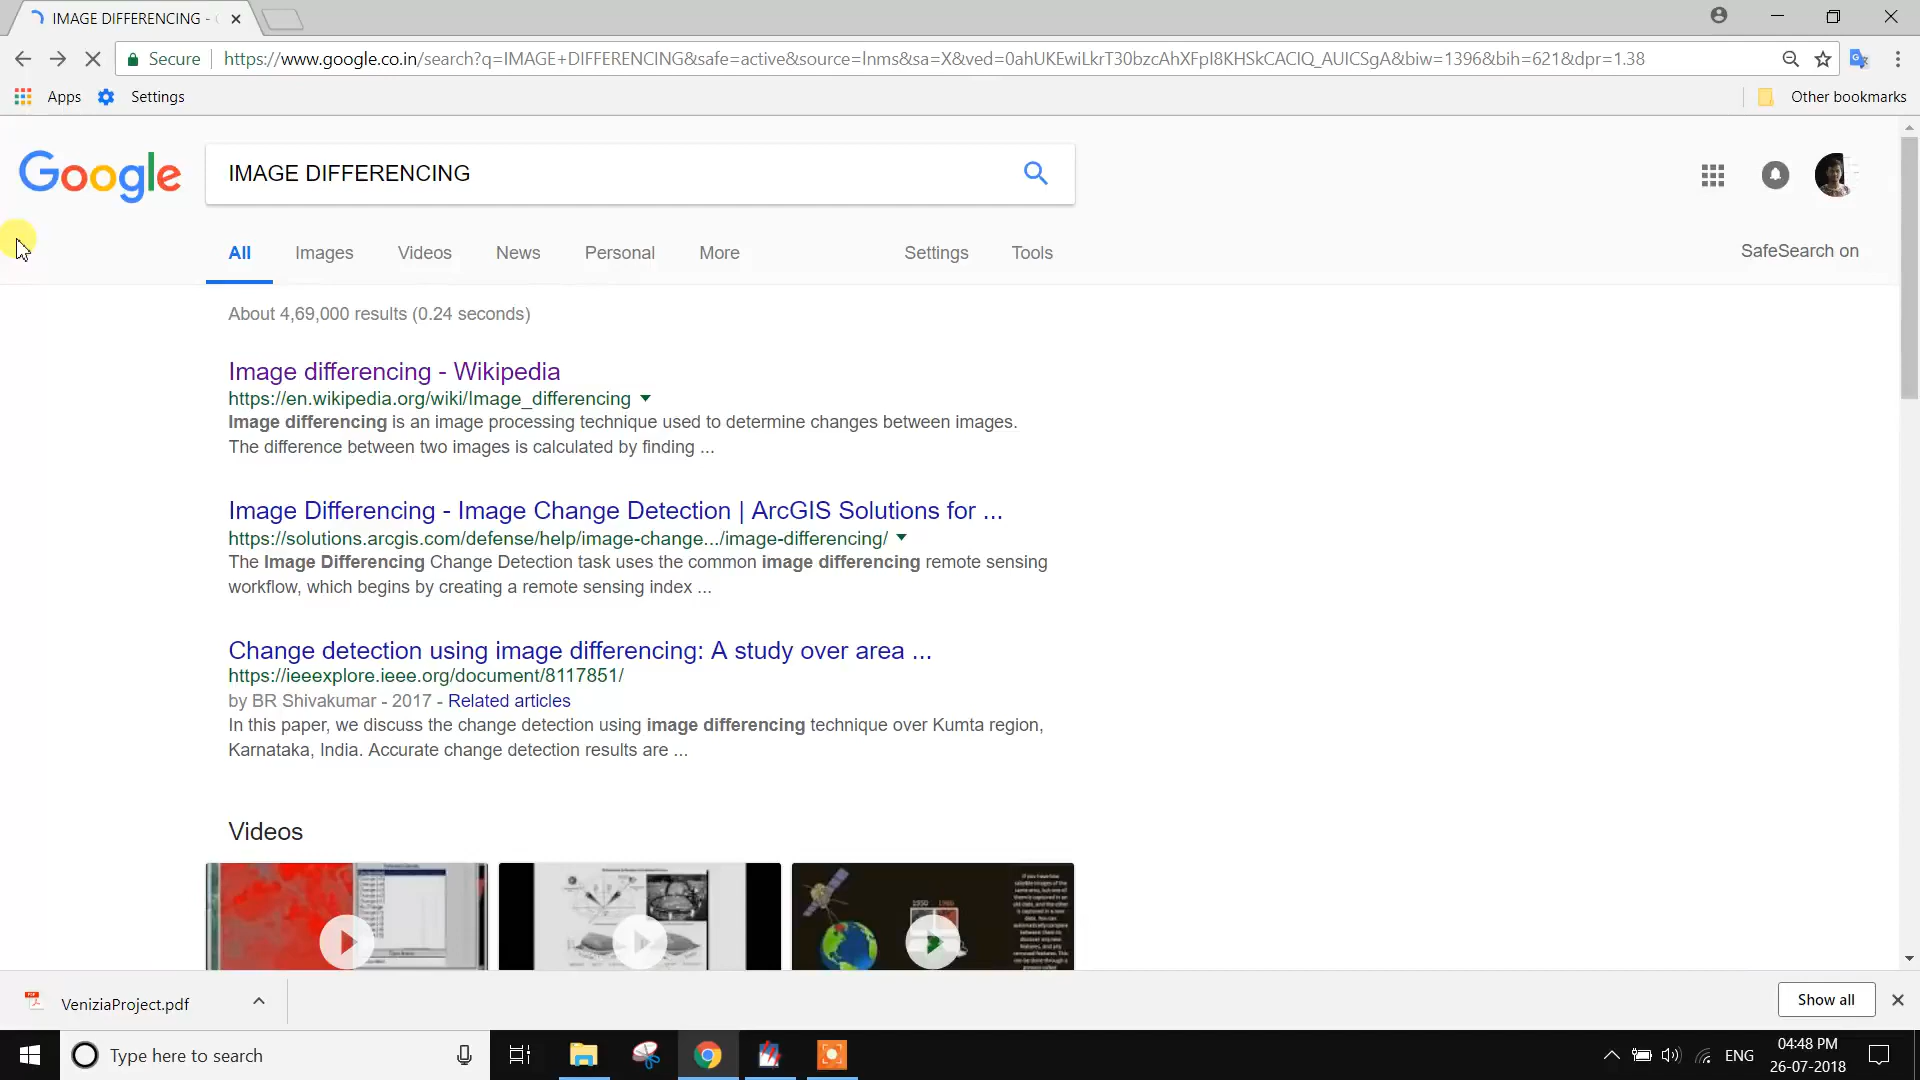 IMAGE DIFFERENCING -
Secure https://www.google.co.in/search?q=IMAGE+DIFFERENCING&safe=active&source=lnms&sa=X&ved=0ahUKEwiLkrT30bzcAhXFpI8KHSkCACIQ_AUICSgA&biw=1396&bih=621&dpr=1.38
Apps Settings Other bookmarks
Google IMAGE DIFFERENCING
All Images Videos News Personal More Settings Tools SafeSearch on
About 4,69,000 results (0.24 seconds)
Image differencing - Wikipedia
https://en.wikipedia.org/wiki/Image_differencing
Image differencing is an image processing technique used to determine changes between images.
The difference between two images is calculated by finding ...
Image Differencing - Image Change Detection | ArcGIS Solutions for ...
https://solutions.arcgis.com/defense/help/image-change.../image-differencing/
The Image Differencing Change Detection task uses the common image differencing remote sensing
workflow, which begins by creating a remote sensing index ...
Change detection using image differencing: A study over area ...
https://ieeexplore.ieee.org/document/8117851/
by BR Shivakumar - 2017 - Related articles
In this paper, we discuss the change detection using image differencing technique over Kumta region,
Karnataka, India. Accurate change detection results are ...
Videos
1950 1986
VeniziaProject.pdf Show all
Type here to search ENG 04:48 PM
26-07-2018